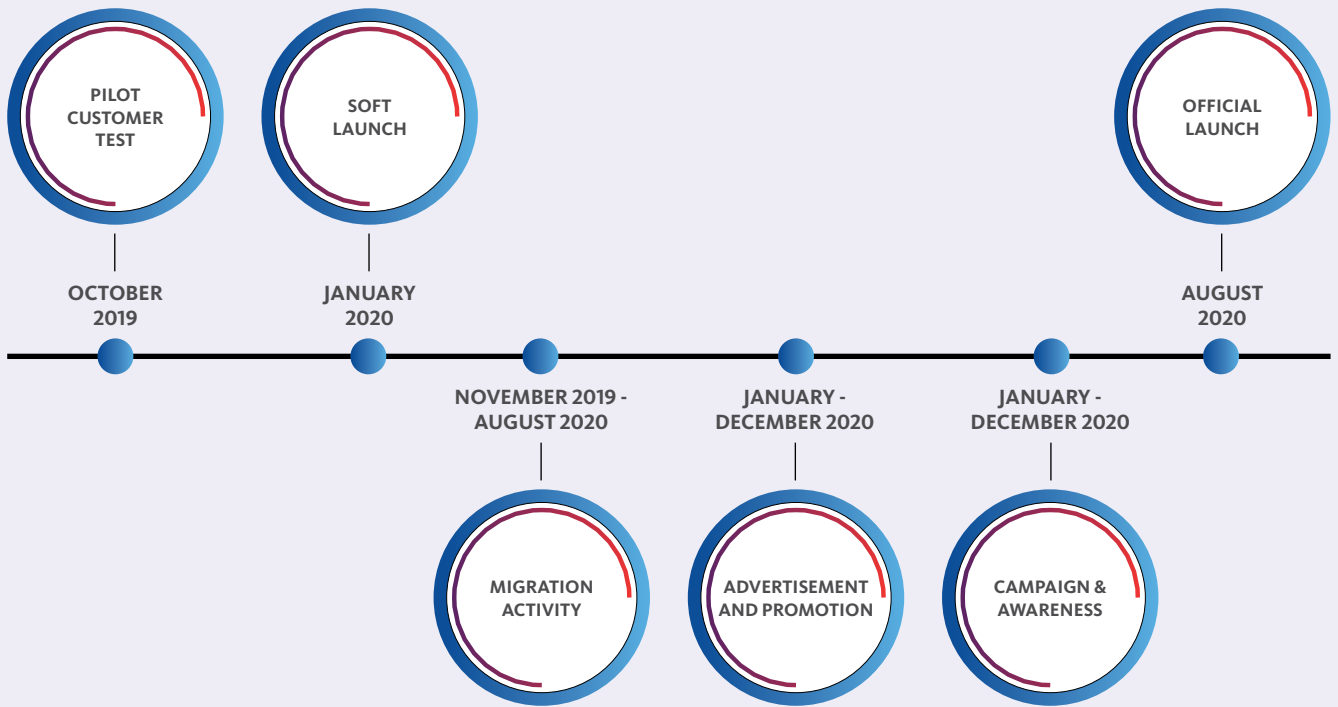 PILOT
CUSTOMER
TEST
SOFT
LAUNCH
OFFICIAL
LAUNCH
OCTOBER
2019
JANUARY
2020
AUGUST
2020
NOVEMBER 2019 -
AUGUST 2020
JANUARY -
DECEMBER 2020
JANUARY -
DECEMBER 2020
MIGRATION
ACTIVITY
ADVERTISEMENT
AND PROMOTION
CAMPAIGN &
AWARENESS